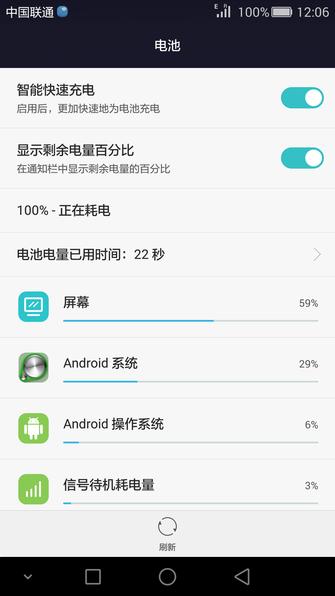 中国联通 E R 100% 12:06
电池
智能快速充电
启用后，更加快速地为电池充电
显示剩余电量百分比
在通知栏中显示剩余电量的百分比
100% - 正在耗电
电池电量已用时间：22 秒
屏幕 59%
Android 系统 29%
Android 操作系统 6%
信号待机耗电量 3%
刷新